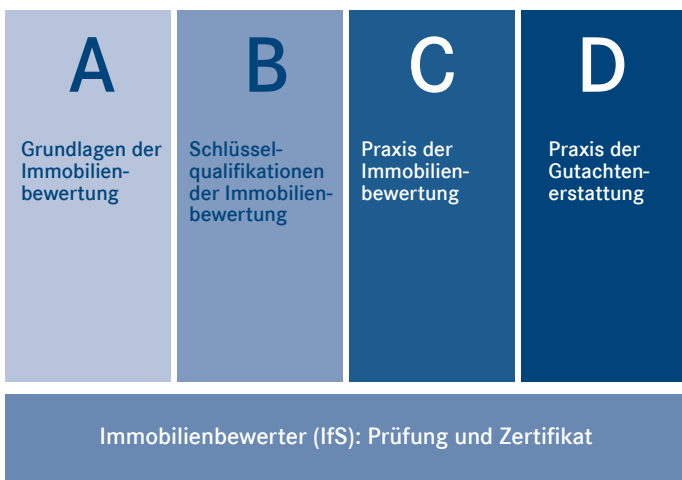 A
Grundlagen der
Immobilien-
bewertung
B
Schlüssel-
qualifikationen
der Immobilien-
bewertung
C
Praxis der
Immobilien-
bewertung
D
Praxis der
Gutachten-
erstattung
Immobilienbewerter (IfS): Prüfung und Zertifikat